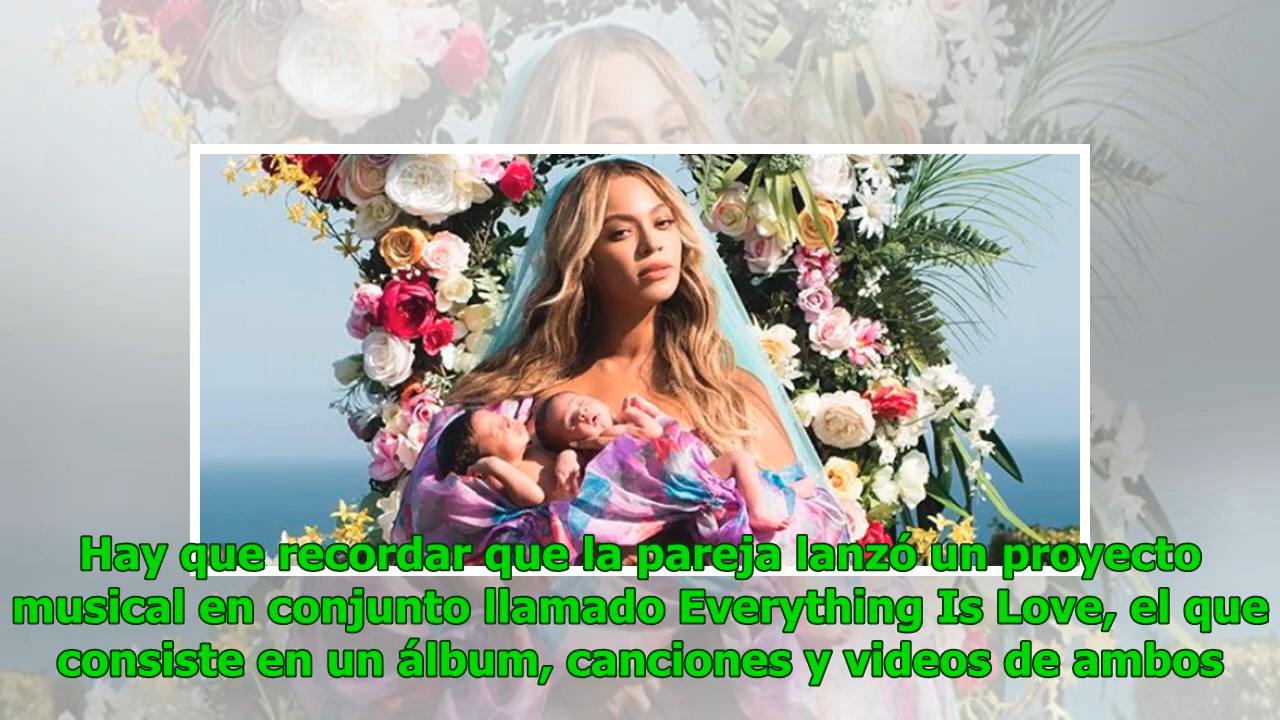 Hay que recordar que la pareja lanzó un proyecto
musical en conjunto llamado Everything Is Love, el que
consiste en un álbum, canciones y videos de ambos